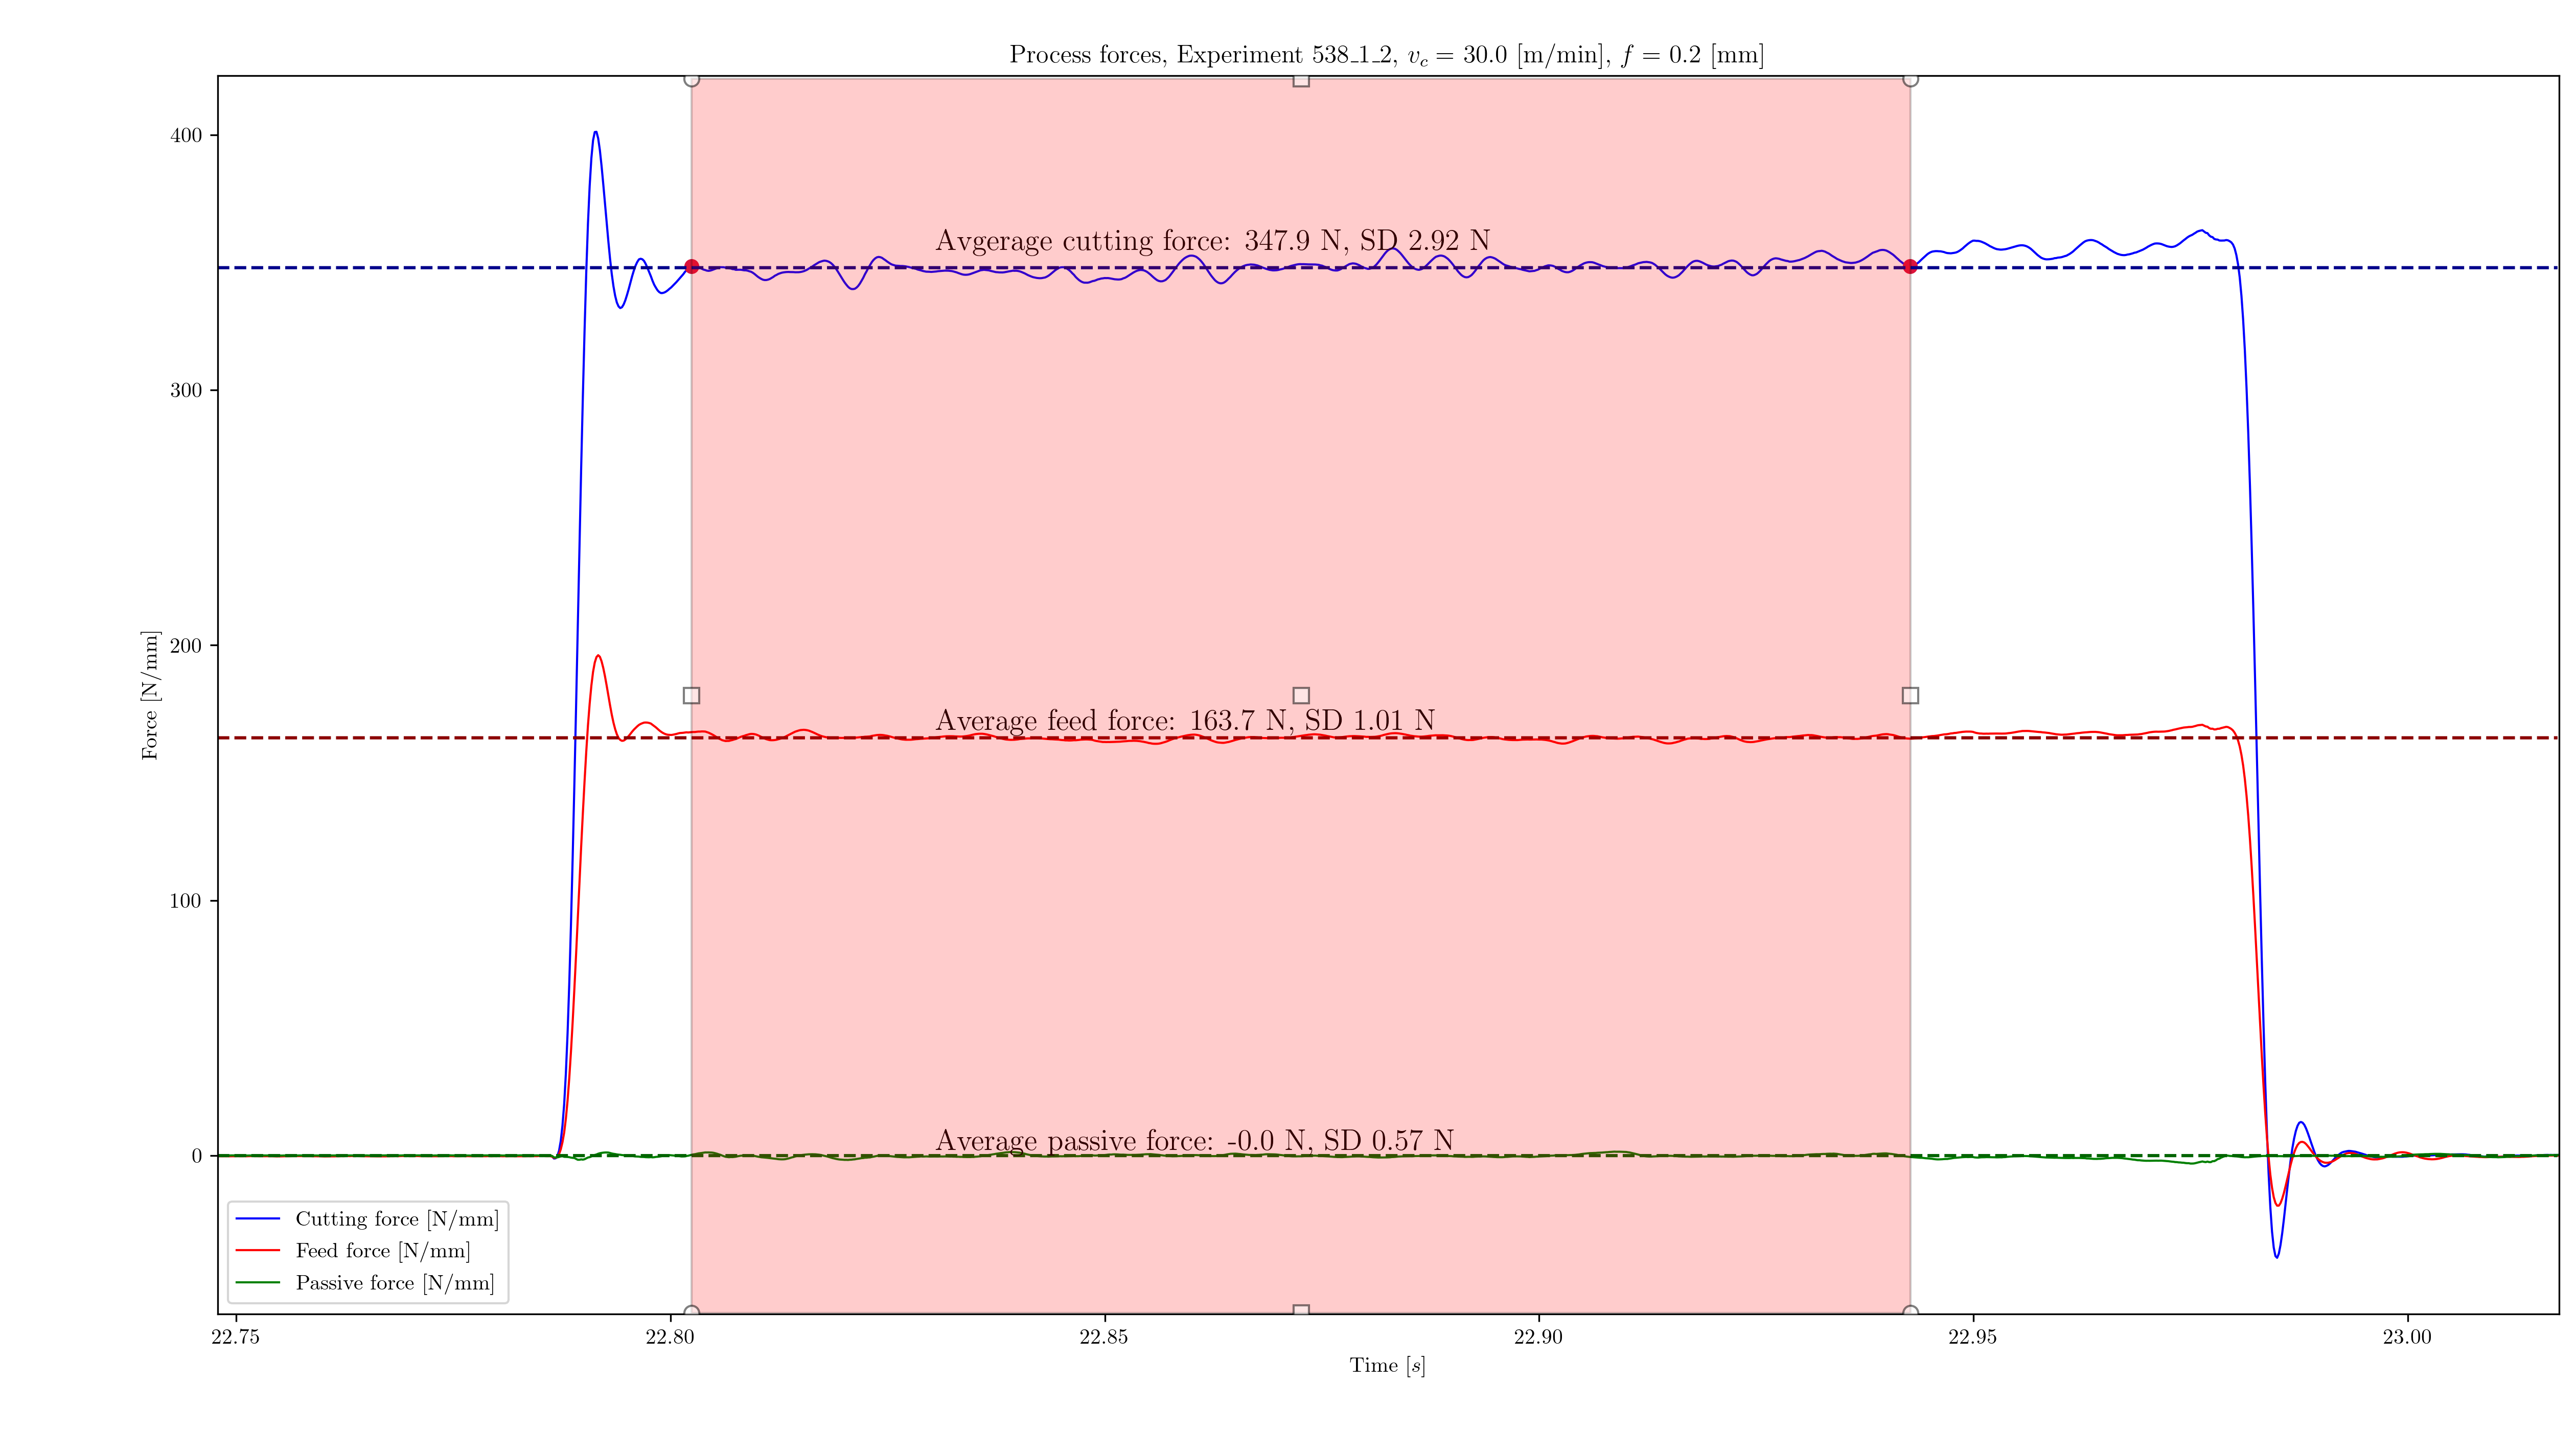 Process forces, Experiment 538_1_2, v_c = 30.0 [m/min], f = 0.2 [mm]
400
300
200
100
0
Force [N/mm]
Avgerage cutting force: 347.9 N, SD 2.92 N
Average feed force: 163.7 N, SD 1.01 N
Average passive force: -0.0 N, SD 0.57 N
Cutting force [N/mm]
Feed force [N/mm]
Passive force [N/mm]
22.75 22.80 22.85 22.90 22.95 23.00
Time [s]